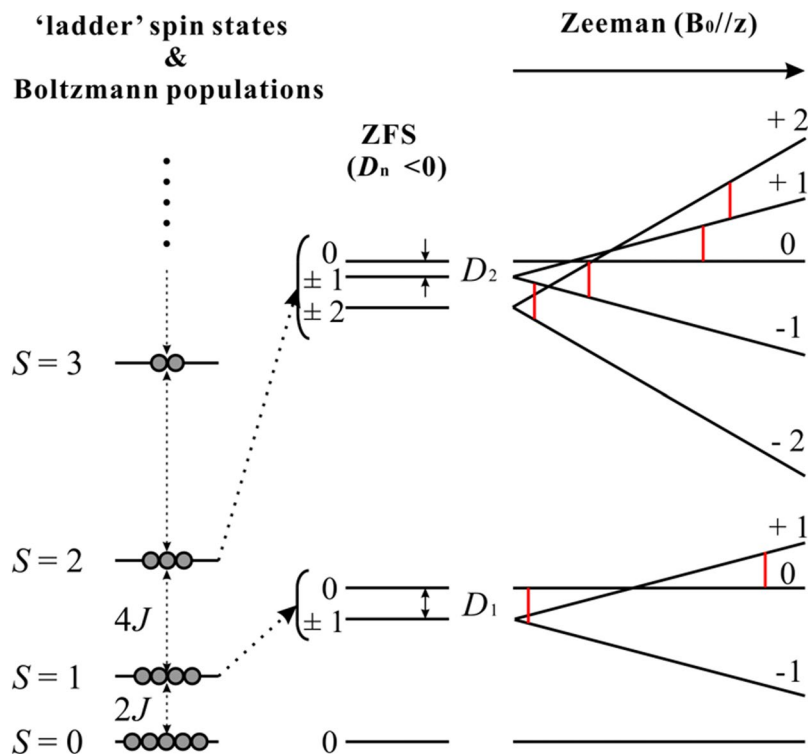 ‘ladder’ spin states
&
Boltzmann populations
Zeeman (B₀//z)
ZFS
(Dₙ <0)
+ 2
+ 1
0
-1
- 2
0
± 1
± 2
D₂
S = 3
S = 2
4J
S = 1
2J
S = 0
0
± 1
D₁
+ 1
0
-1
0